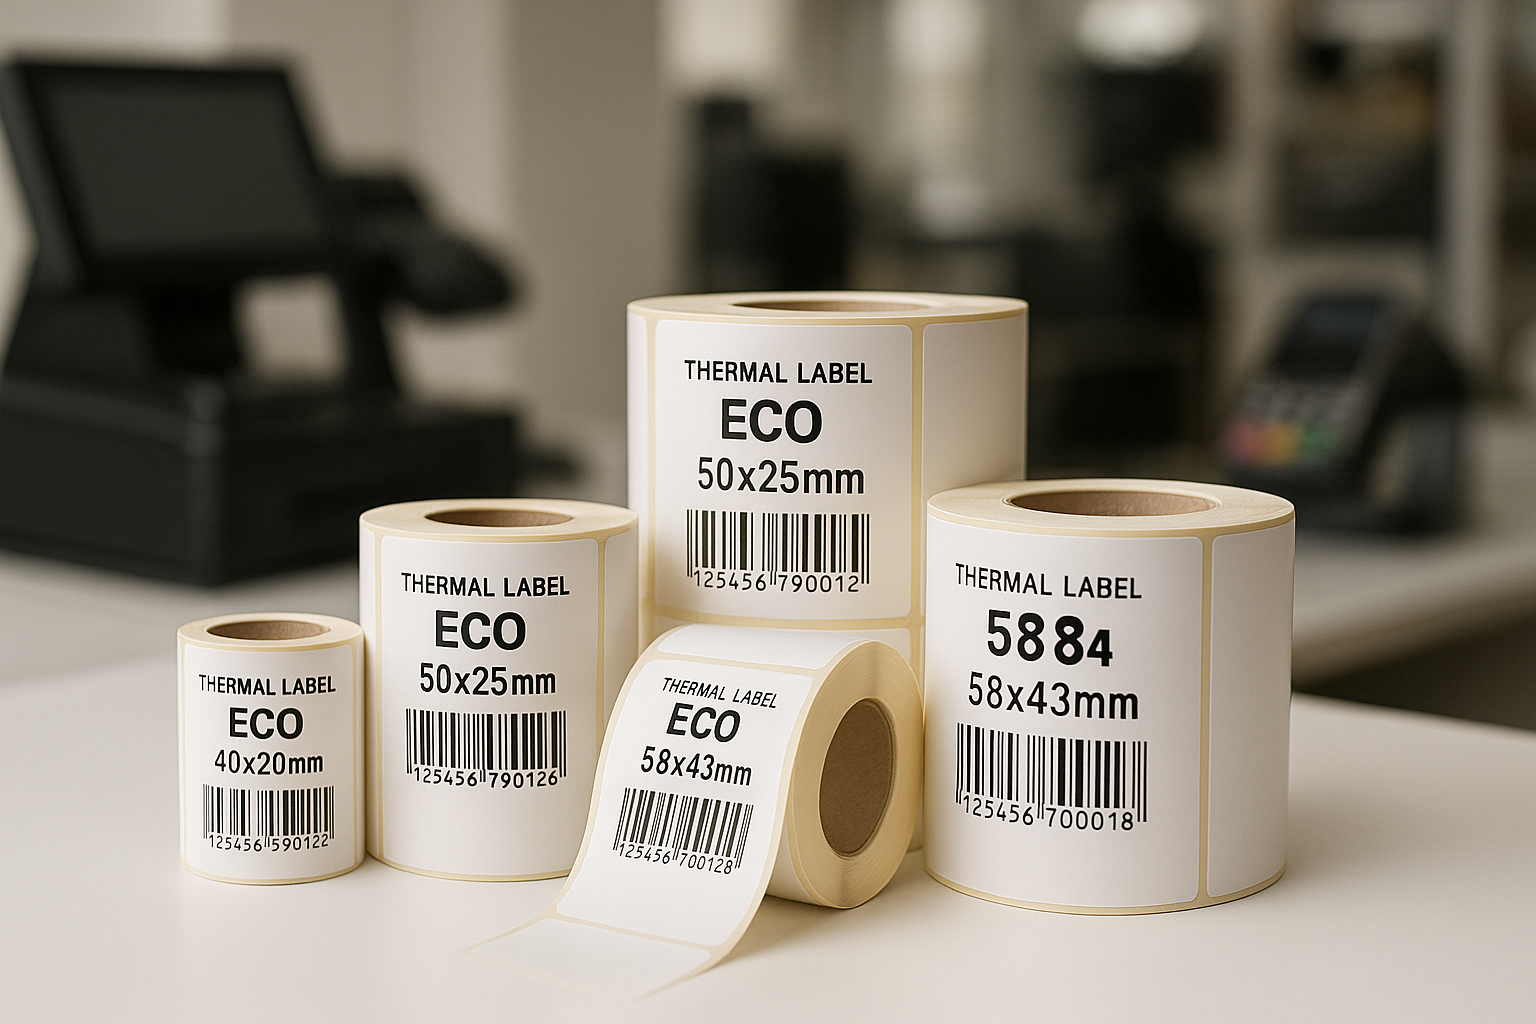 THERMAL LABEL
ECO
40x20mm
125456 590122
THERMAL LABEL
ECO
50x25mm
125456 790126
THERMAL LABEL
ECO
50x25mm
125456 790012
THERMAL LABEL
ECO
58x43mm
125456 700128
THERMAL LABEL
5884
58x43mm
125456 700018